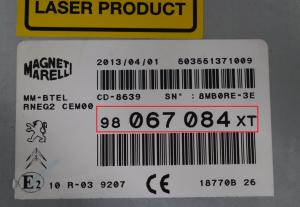 LASER PRODUCT
MAGNETI
MARELLI
2013/04/01 603551371009
MM-BTEL CD-8639 SN° :8MB0RE-3E
RNEG2 CEM00
98 067 084 XT
E2 10 R-03 9207 CE 18770B 26